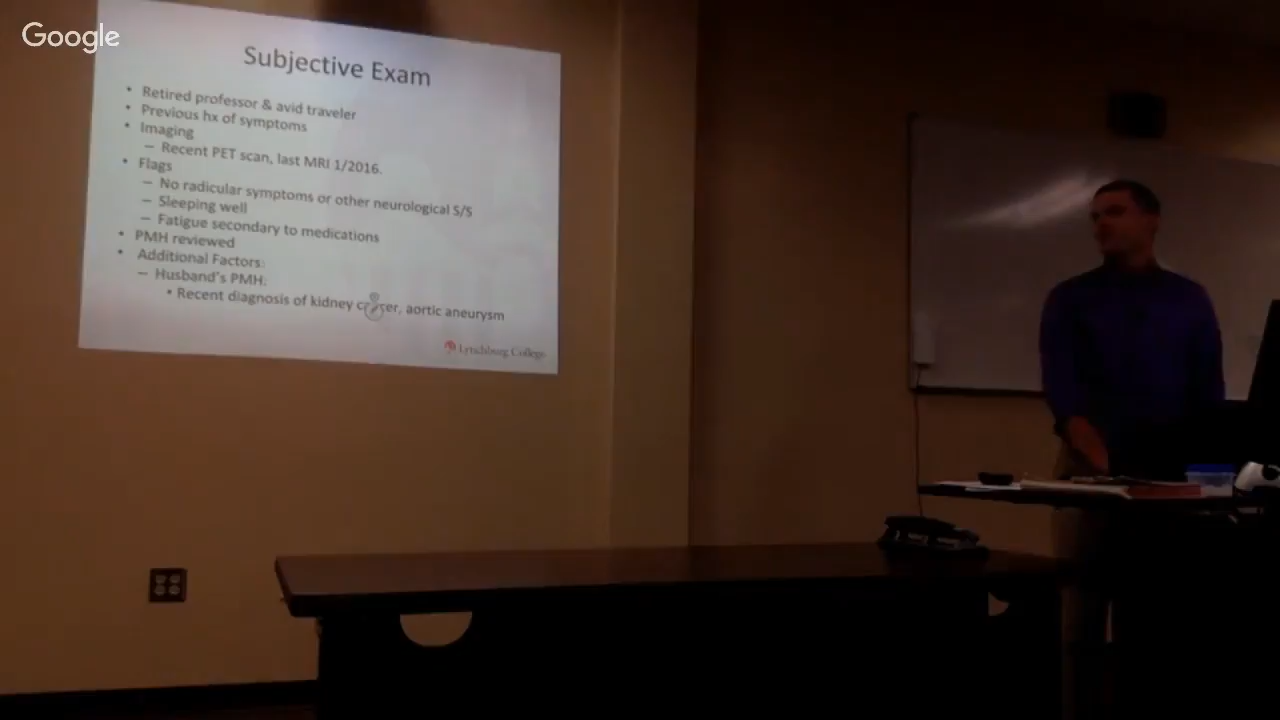 Google
Subjective Exam
• Retired professor & avid traveler
• Previous hx of symptoms
• Imaging
– Recent PET scan, last MRI 1/2016.
• Flags
– No radicular symptoms or other neurological S/S
– Sleeping well
– Fatigue secondary to medications
• PMH reviewed
• Additional Factors:
– Husband's PMH:
• Recent diagnosis of kidney cancer, aortic aneurysm
Lynchburg College